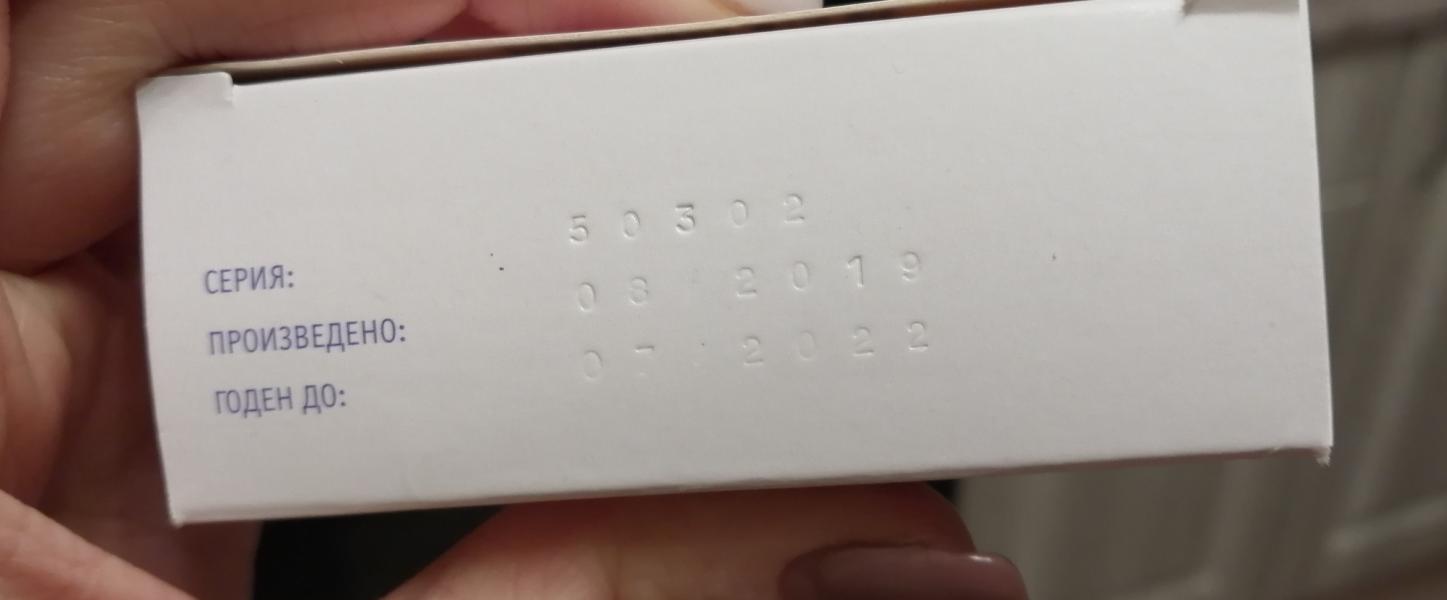 50302
СЕРИЯ: 08 2019
ПРОИЗВЕДЕНО: 07.2022
ГОДЕН ДО: